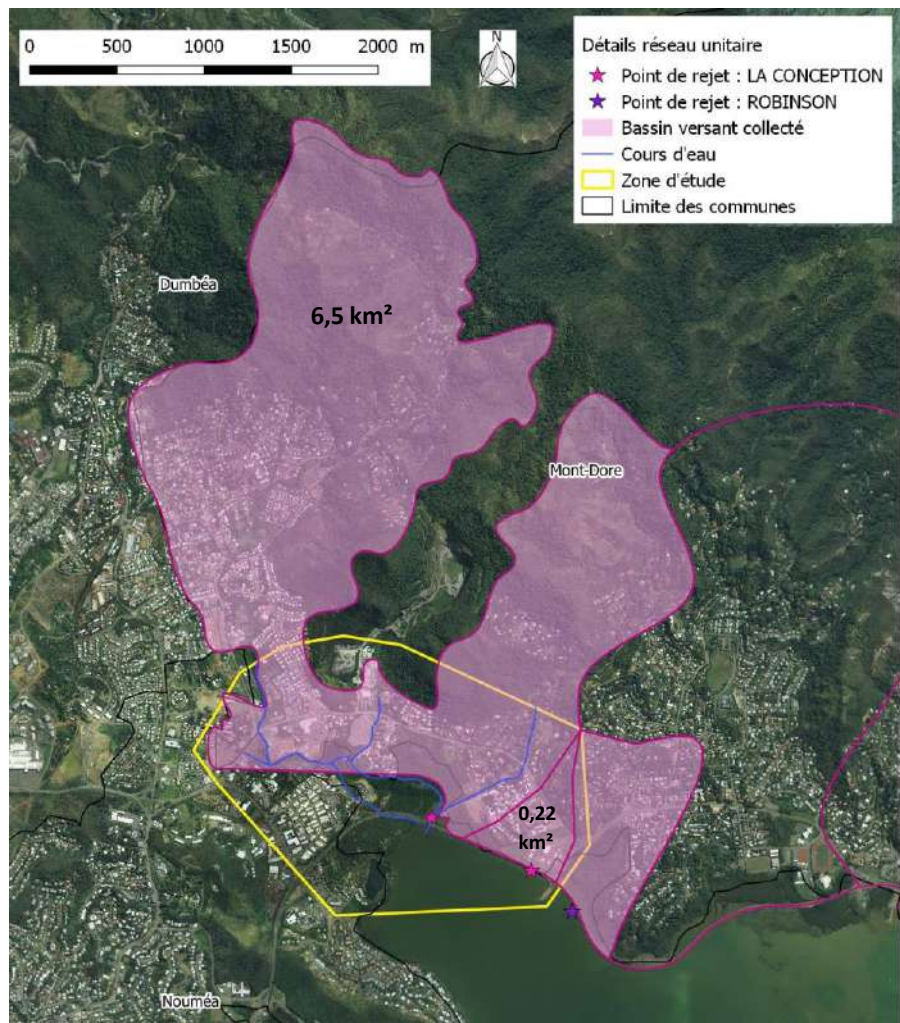 0 500 1000 1500 2000 m
N
Détails réseau unitaire
Point de rejet : LA CONCEPTION
Point de rejet : ROBINSON
Bassin versant collecté
Cours d'eau
Zone d'étude
Limite des communes
Dumbéa
6,5 km²
Mont-Dore
0,22
km²
Nouméa